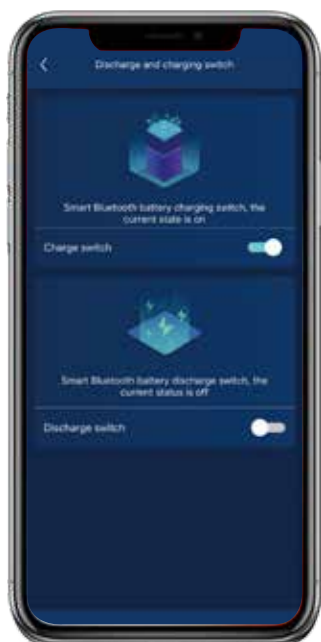 Discharge and charging switch
Smart Bluetooth battery charging switch, the
current state is on
Charge switch
Smart Bluetooth battery discharge switch, the
current status is off
Discharge switch